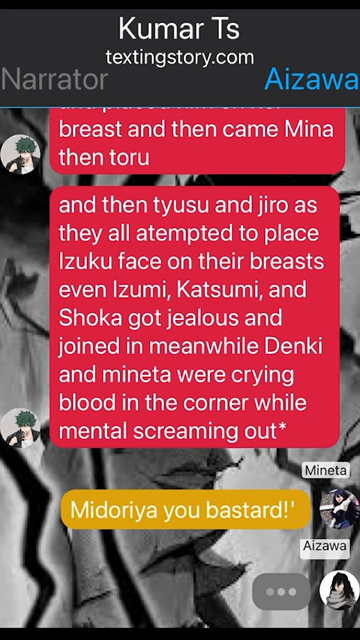 Kumar Ts
textingstory.com
Narrator
Aizawa
breast and then came Mina
then toru
and then tyusu and jiro as
they all atempted to place
Izuku face on their breasts
even Izumi, Katsumi, and
Shoka got jealous and
joined in meanwhile Denki
and mineta were crying
blood in the corner while
mental screaming out*
Mineta
Midoriya you bastard!'
Aizawa